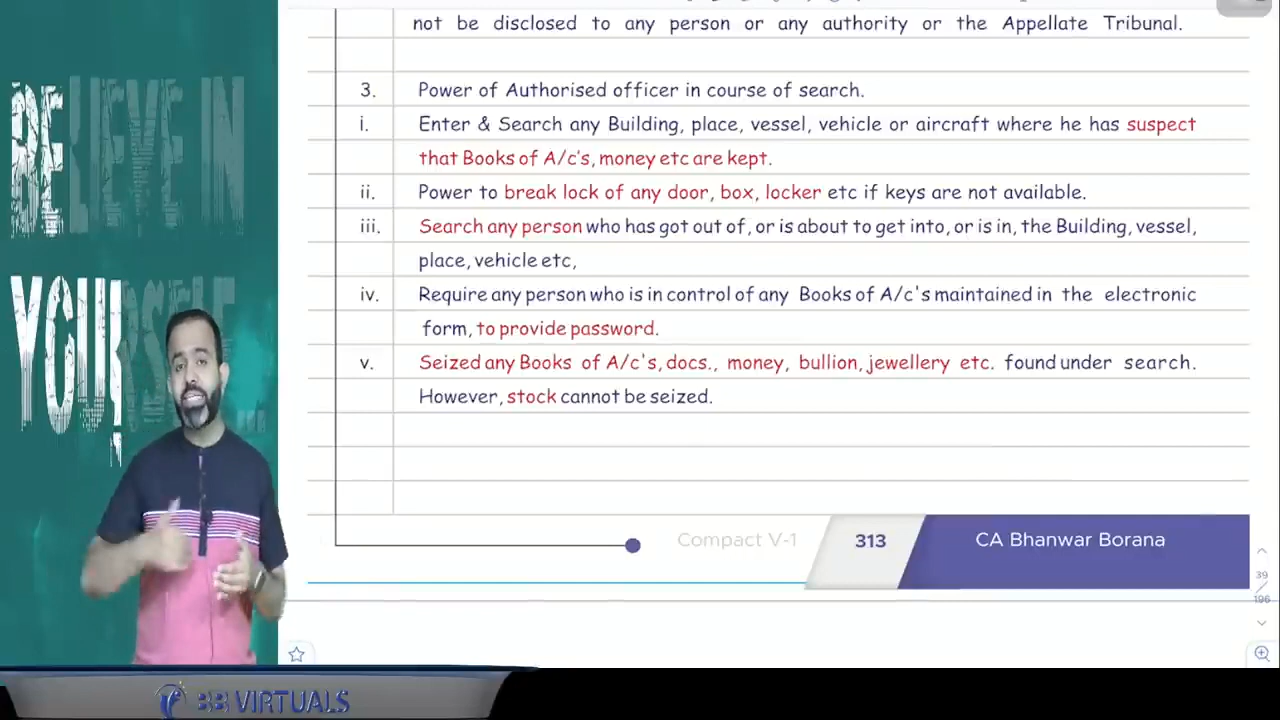 not be disclosed to any person or any authority or the Appellate Tribunal.
3. Power of Authorised officer in course of search.
i. Enter & Search any Building, place, vessel, vehicle or aircraft where he has suspect
that Books of A/c's, money etc are kept.
ii. Power to break lock of any door, box, locker etc if keys are not available.
iii. Search any person who has got out of, or is about to get into, or is in, the Building, vessel,
place, vehicle etc,
iv. Require any person who is in control of any Books of A/c's maintained in the electronic
form, to provide password.
v. Seized any Books of A/c's, docs., money, bullion, jewellery etc. found under search.
However, stock cannot be seized.
Compact V-1 313 CA Bhanwar Borana
39
196
BELIEVE IN
YOURSELF...
BB VIRTUALS